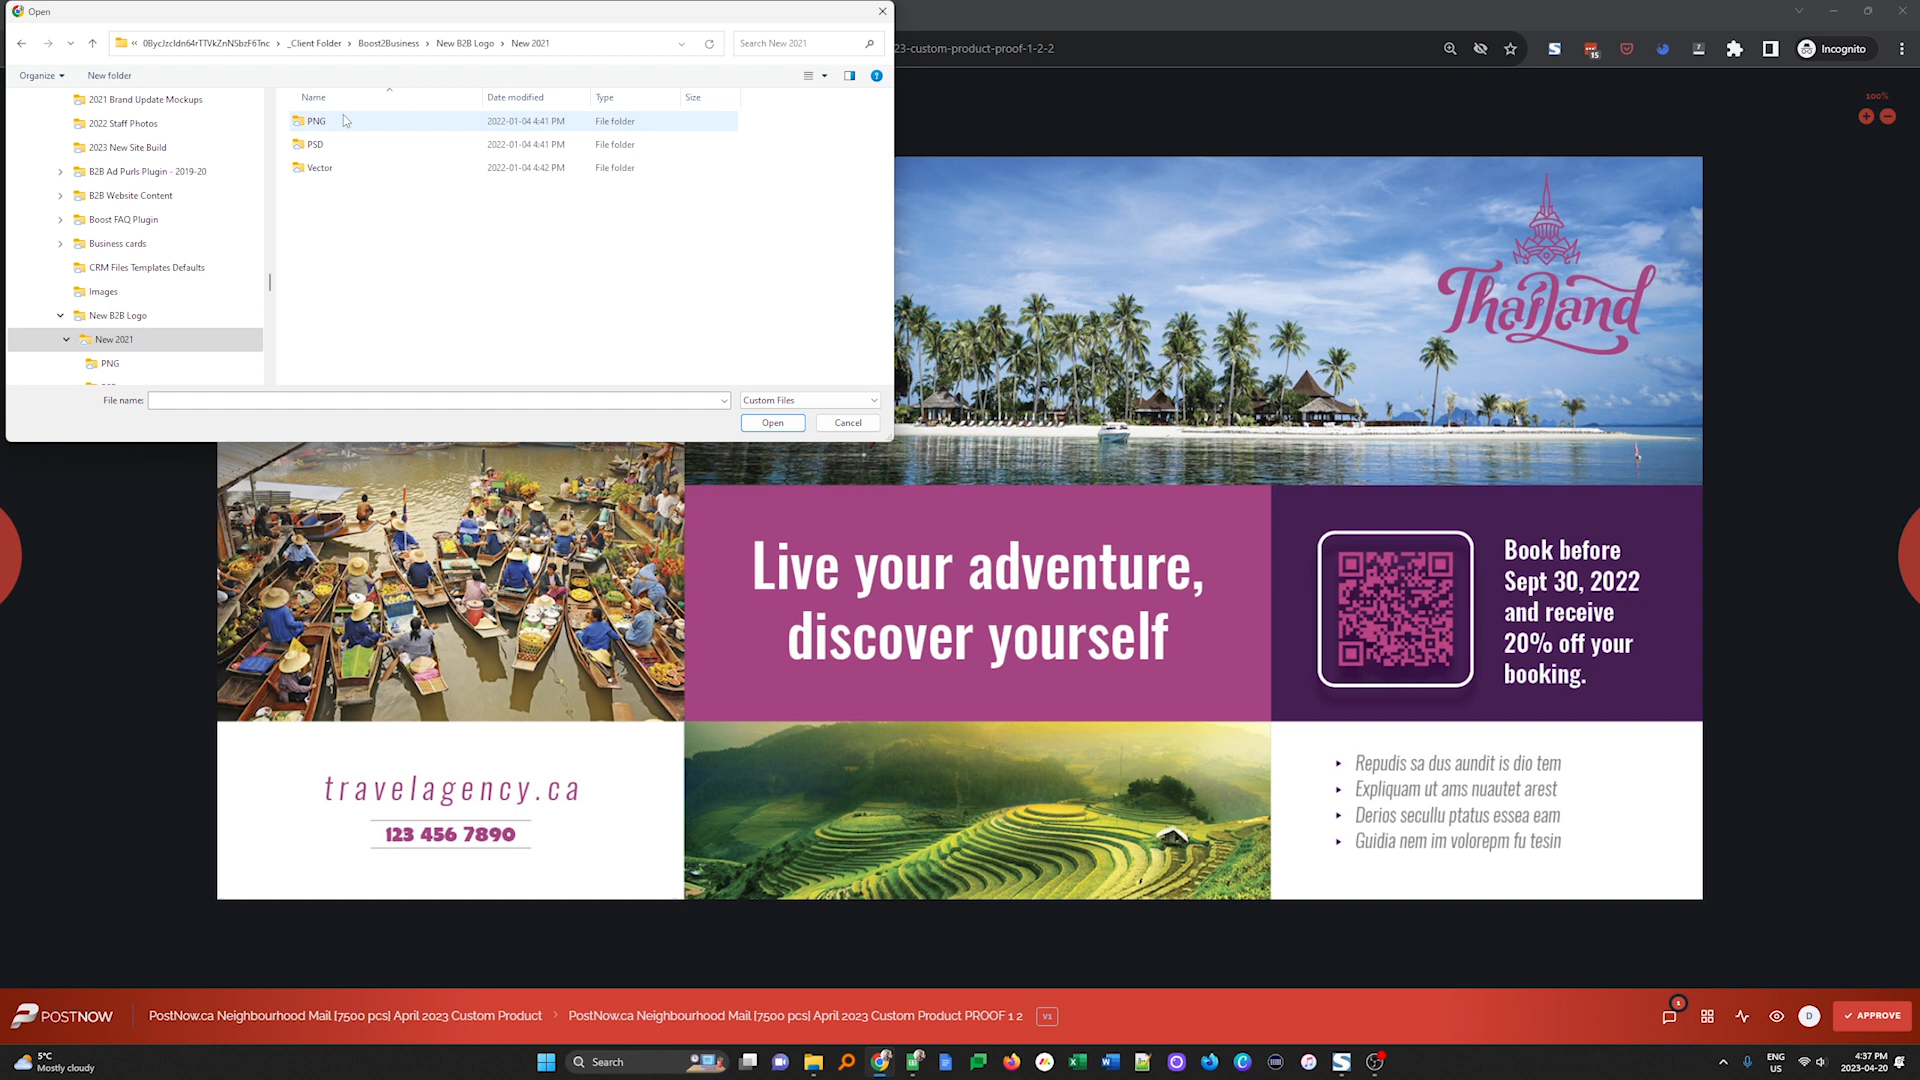 Open
« 0BycJzcIdn64rTTVkZnNSbzF6Tnc > _Client Folder > Boost2Business > New B2B Logo > New 2021
Search New 2021
23-custom-product-proof-1-2-2
15
Incognito
Organize
New folder
100%
2021 Brand Update Mockups
2022 Staff Photos
2023 New Site Build
B2B Ad Purls Plugin - 2019-20
B2B Website Content
Boost FAQ Plugin
Business cards
CRM Files Templates Defaults
Images
New B2B Logo
New 2021
PNG
Name Date modified Type Size
PNG 2022-01-04 4:41 PM File folder
PSD 2022-01-04 4:41 PM File folder
Vector 2022-01-04 4:42 PM File folder
File name:
Custom Files
Open
Cancel
Thailand
Live your adventure,
discover yourself
Book before
Sept 30, 2022
and receive
20% off your
booking.
travelagency.ca
123 456 7890
Repudis sa dus aundit is dio tem
Expliquam ut ams nuautet arest
Derios secullu ptatus essea eam
Guidia nem im volorepm fu tesin
POSTNOW
PostNow.ca Neighbourhood Mail [7500 pcs] April 2023 Custom Product > PostNow.ca Neighbourhood Mail [7500 pcs] April 2023 Custom Product PROOF 1 2
V1
1
D
APPROVE
5°C
Mostly cloudy
Search
ENG
US
4:37 PM
2023-04-20